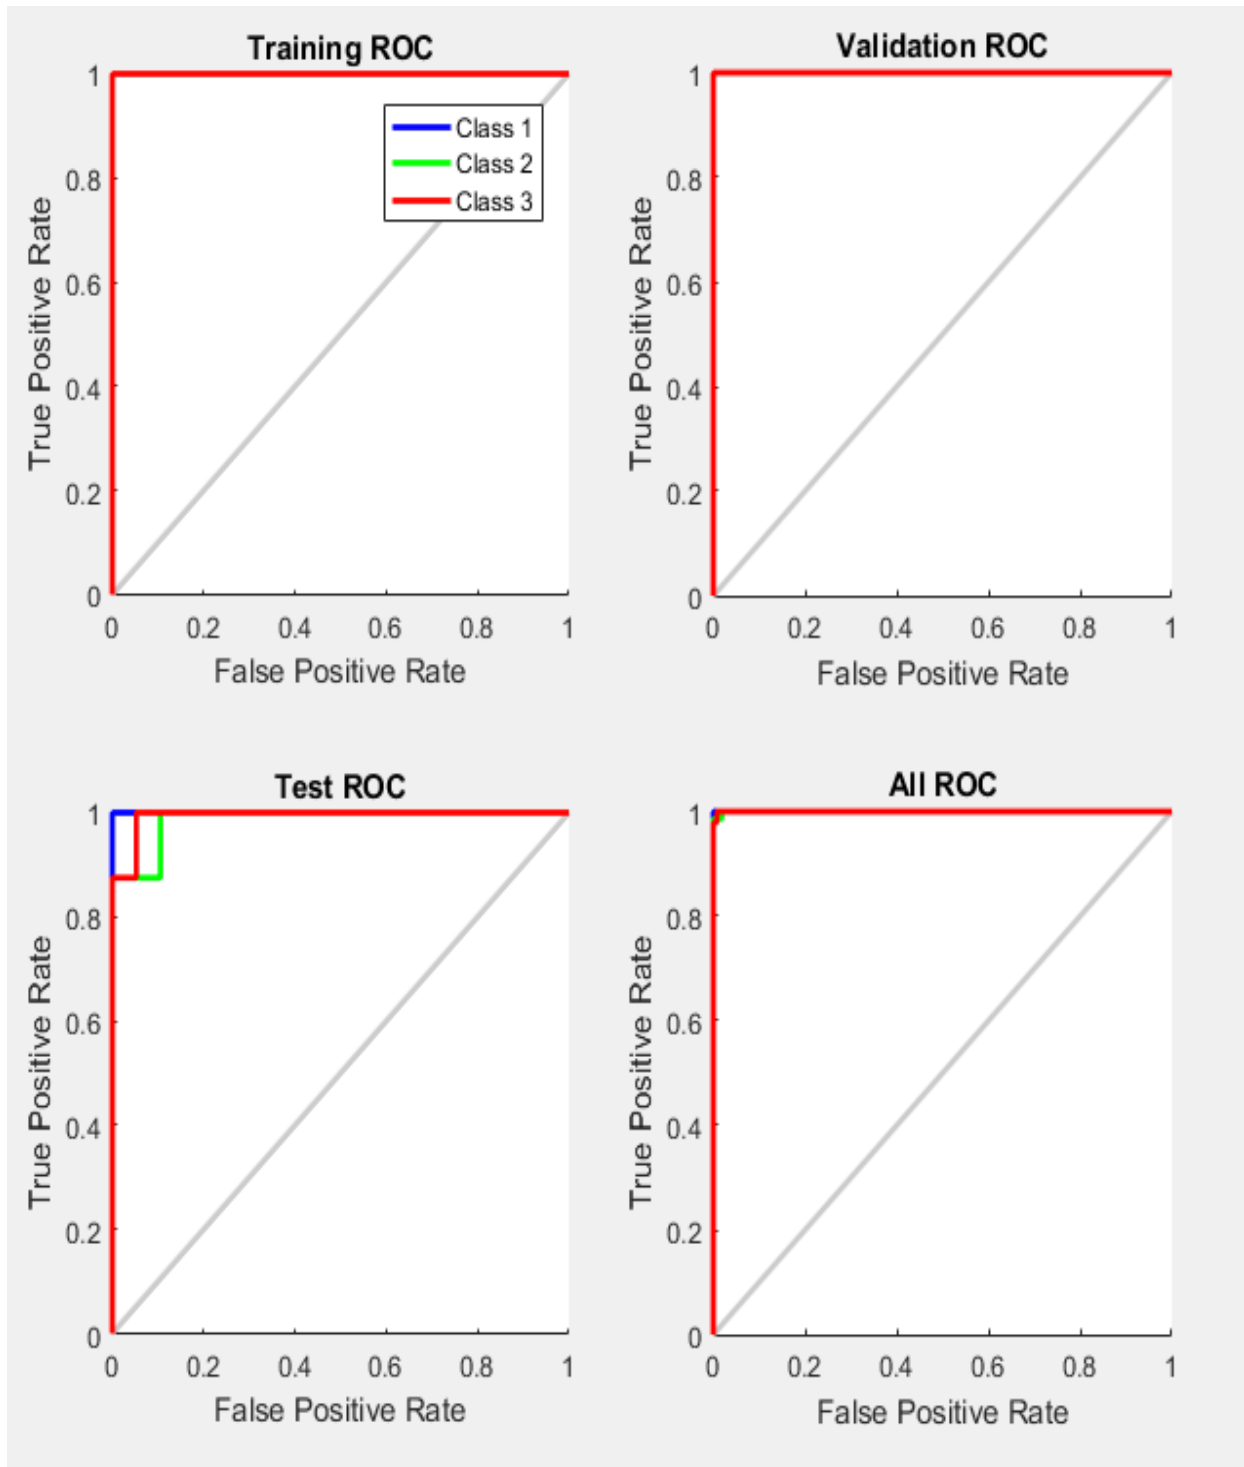 Training ROC
1
0.8
0.6
0.4
0.2
0
True Positive Rate
Class 1
Class 2
Class 3
0 0.2 0.4 0.6 0.8 1
False Positive Rate
Validation ROC
1
0.8
0.6
0.4
0.2
0
True Positive Rate
0 0.2 0.4 0.6 0.8 1
False Positive Rate
Test ROC
1
0.8
0.6
0.4
0.2
0
True Positive Rate
0 0.2 0.4 0.6 0.8 1
False Positive Rate
All ROC
1
0.8
0.6
0.4
0.2
0
True Positive Rate
0 0.2 0.4 0.6 0.8 1
False Positive Rate